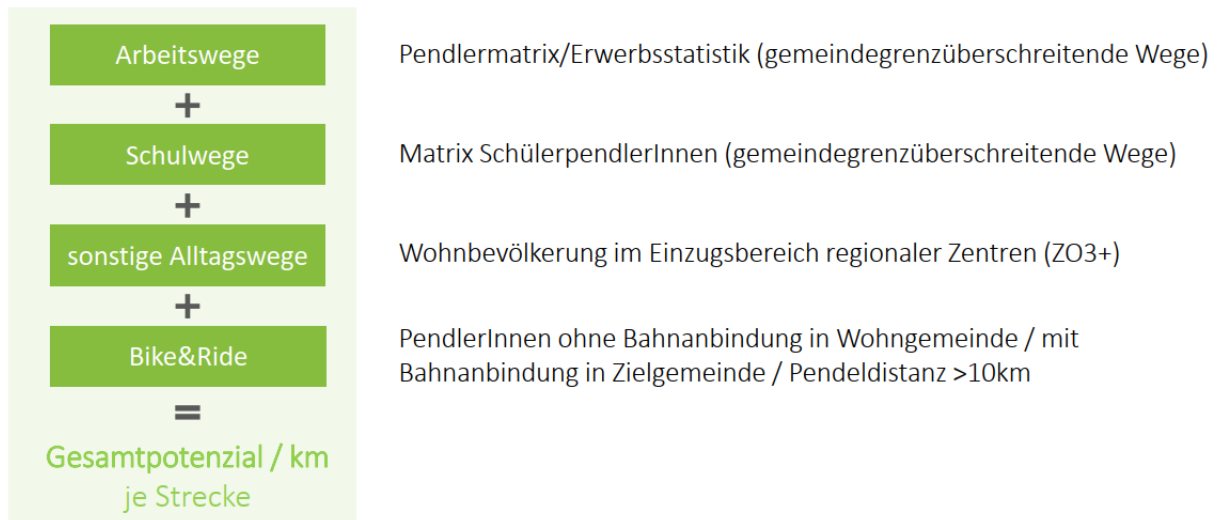 Arbeitswege
Pendlermatrix/Erwerbsstatistik (gemeindegrenzüberschreitende Wege)
+
Schulwege
Matrix SchülerpendlerInnen (gemeindegrenzüberschreitende Wege)
+
sonstige Alltagswege
Wohnbevölkerung im Einzugsbereich regionaler Zentren (ZO3+)
+
Bike&Ride
PendlerInnen ohne Bahnanbindung in Wohngemeinde / mit
Bahnanbindung in Zielgemeinde / Pendeldistanz >10km
=
Gesamtpotenzial / km
je Strecke